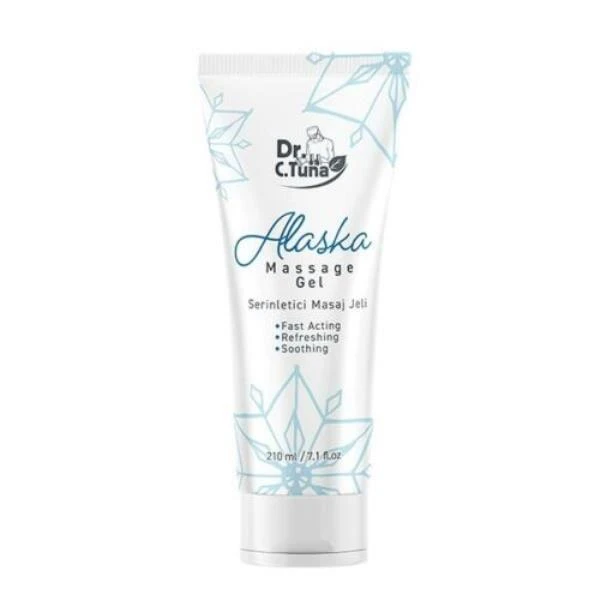 Dr.
C.Tuna
Alaska
Massage
Gel
Serinletici Masaj Jeli
•Fast Acting
•Refreshing
•Soothing
210 ml / 7.1 fl.oz